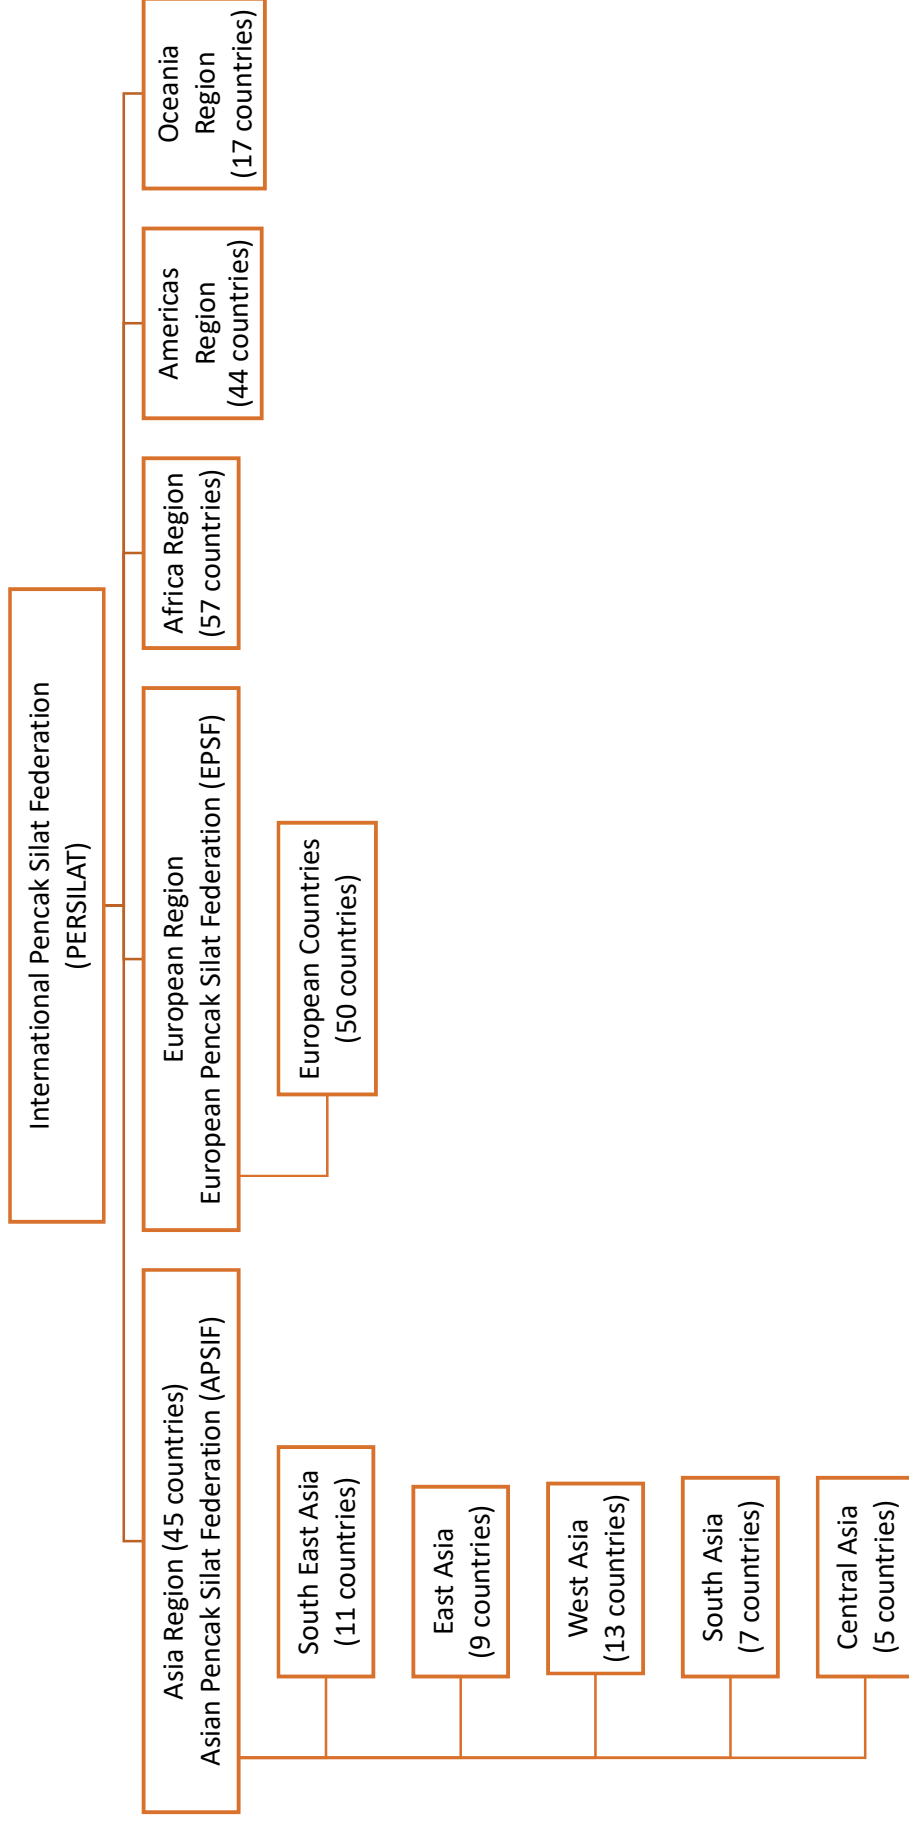 International Pencak Silat Federation
(PERSILAT)
Asia Region (45 countries)
Asian Pencak Silat Federation (APSIF)
South East Asia
(11 countries)
East Asia
(9 countries)
West Asia
(13 countries)
South Asia
(7 countries)
Central Asia
(5 countries)
European Region
European Pencak Silat Federation (EPSF)
European Countries
(50 countries)
Africa Region
(57 countries)
Americas
Region
(44 countries)
Oceania
Region
(17 countries)